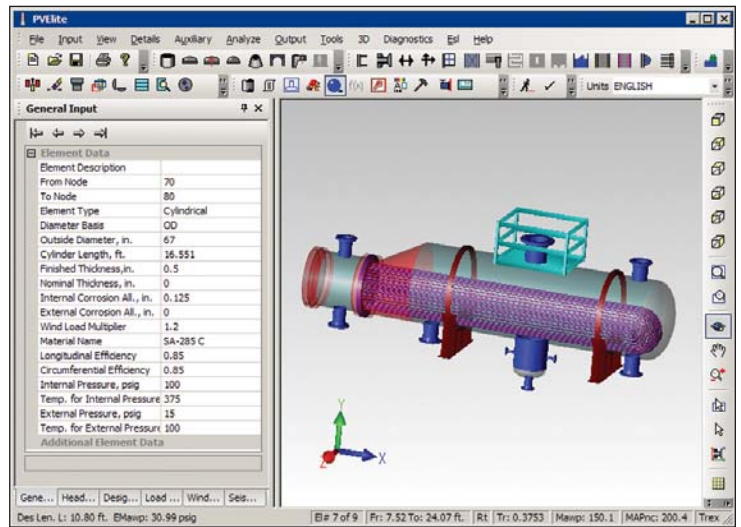 PVElite
File Input View Details Auxiliary Analyze Output Tools 3D Diagnostics Esl Help
f(x) Units ENGLISH
General Input
Element Data
Element Description
From Node 70
To Node 80
Element Type Cylindrical
Diameter Basis OD
Outside Diameter, in. 67
Cylinder Length, ft. 16.551
Finished Thickness,in. 0.5
Nominal Thickness, in. 0
Internal Corrosion All., in. 0.125
External Corrosion All., in. 0
Wind Load Multiplier 1.2
Material Name SA-285 C
Longitudinal Efficiency 0.85
Circumferential Efficiency 0.85
Internal Pressure, psig 100
Temp. for Internal Pressure 375
External Pressure, psig 15
Temp. for External Pressure 100
Additional Element Data
Y
Z X
Gene... Head... Desig... Load ... Wind... Seis...
Des Len. L: 10.80 ft. EMawp: 30.99 psig El# 7 of 9 Fr: 7.52 To: 24.07 ft. Rt Tr: 0.3753 Mawp: 150.1 MAPnc: 200.4 Trex